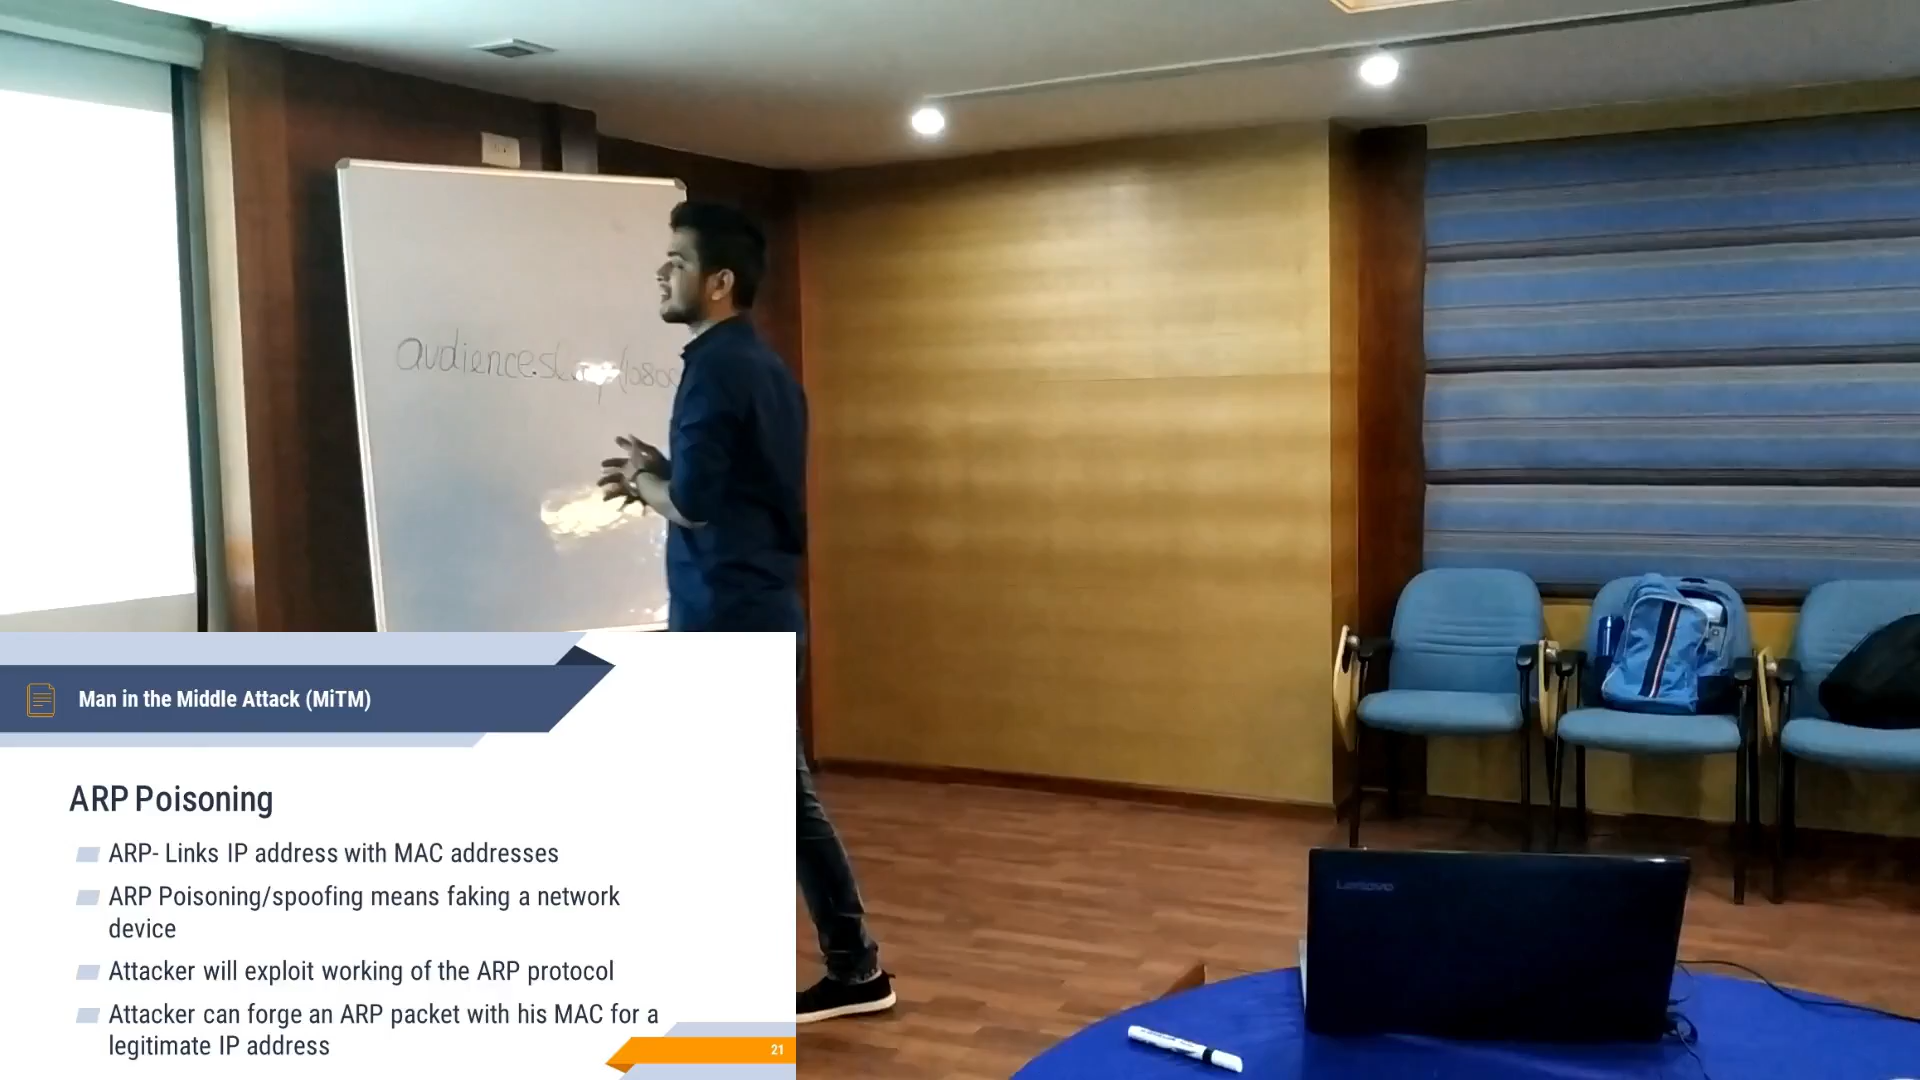 Man in the Middle Attack (MiTM)
ARP Poisoning
ARP- Links IP address with MAC addresses
ARP Poisoning/spoofing means faking a network
device
Attacker will exploit working of the ARP protocol
Attacker can forge an ARP packet with his MAC for a
legitimate IP address
21
Lenovo